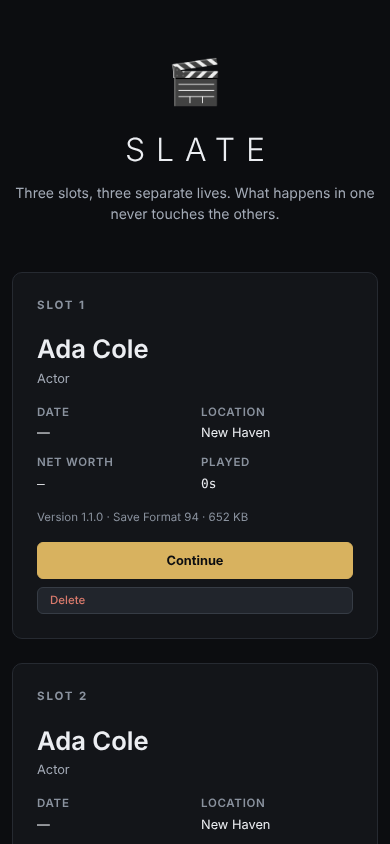 SLATE
Three slots, three separate lives. What happens in one
never touches the others.
SLOT 1
Ada Cole
Actor
DATE LOCATION
— New Haven
NET WORTH PLAYED
– 0s
Version 1.1.0 · Save Format 94 · 652 KB
Continue
Delete
SLOT 2
Ada Cole
Actor
DATE LOCATION
— New Haven